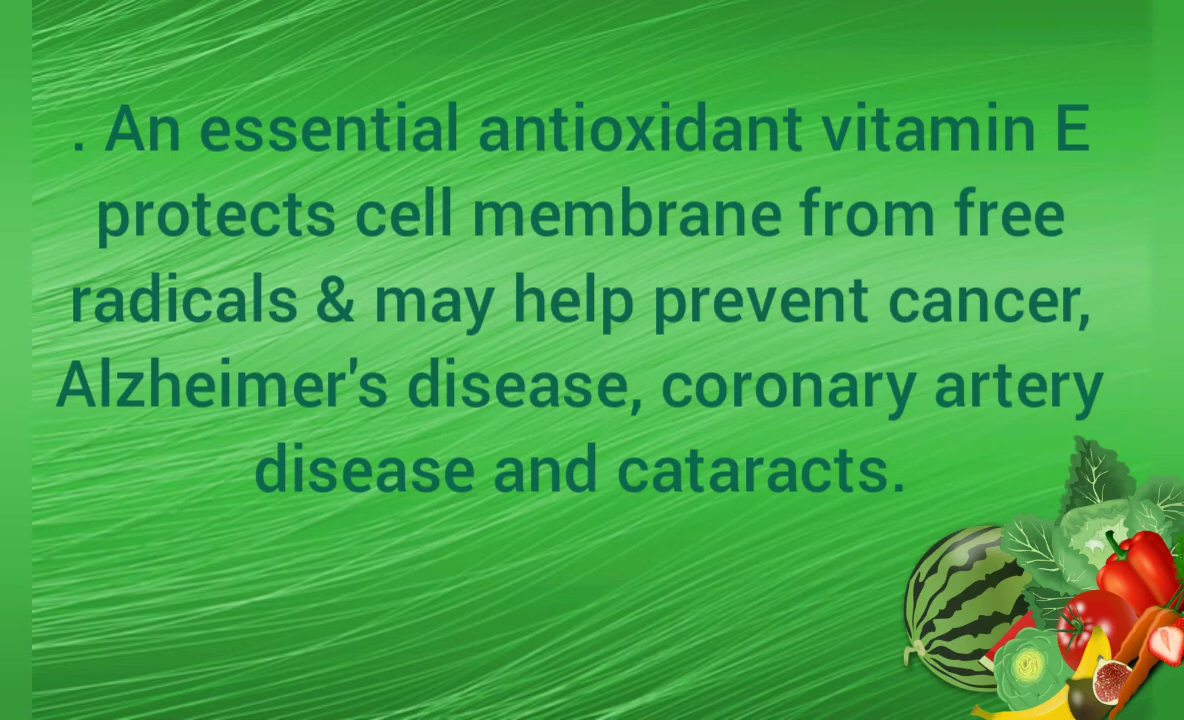 . An essential antioxidant vitamin E
protects cell membrane from free
radicals & may help prevent cancer,
Alzheimer's disease, coronary artery
disease and cataracts.